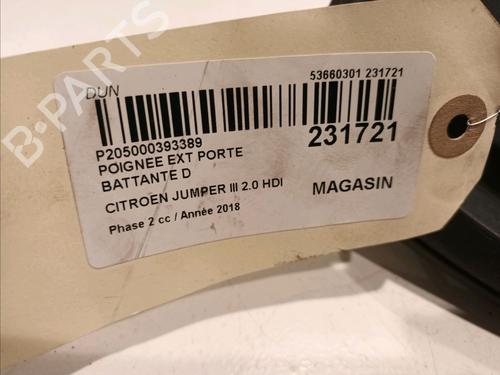 DUN
53660301 231721
P205000393389
231721
POIGNEE EXT PORTE
BATTANTE D
CITROEN JUMPER III 2.0 HDI
MAGASIN
Phase 2 cc / Année 2018
B-PARTS